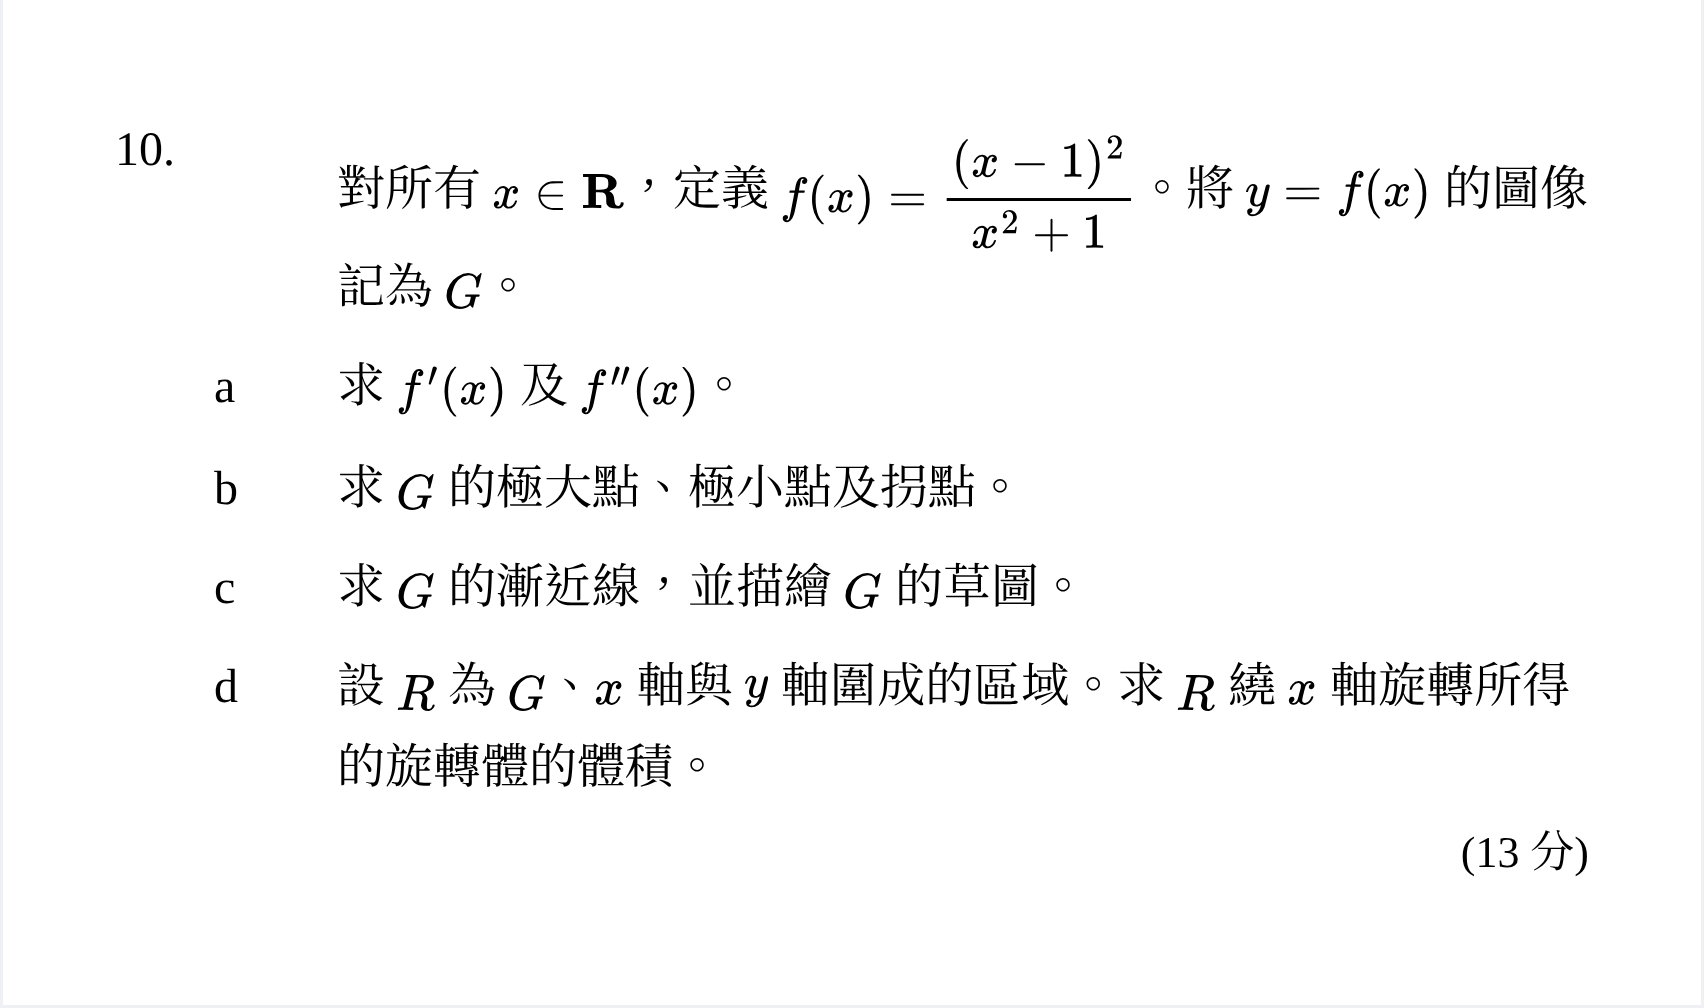 10.
對所有 x ∈ R，定義 f(x) = (x − 1)² / (x² + 1)。將 y = f(x) 的圖像
記為 G。
a 求 f′(x) 及 f″(x)。
b 求 G 的極大點、極小點及拐點。
c 求 G 的漸近線，並描繪 G 的草圖。
d 設 R 為 G、x 軸與 y 軸圍成的區域。求 R 繞 x 軸旋轉所得
的旋轉體的體積。
(13 分)